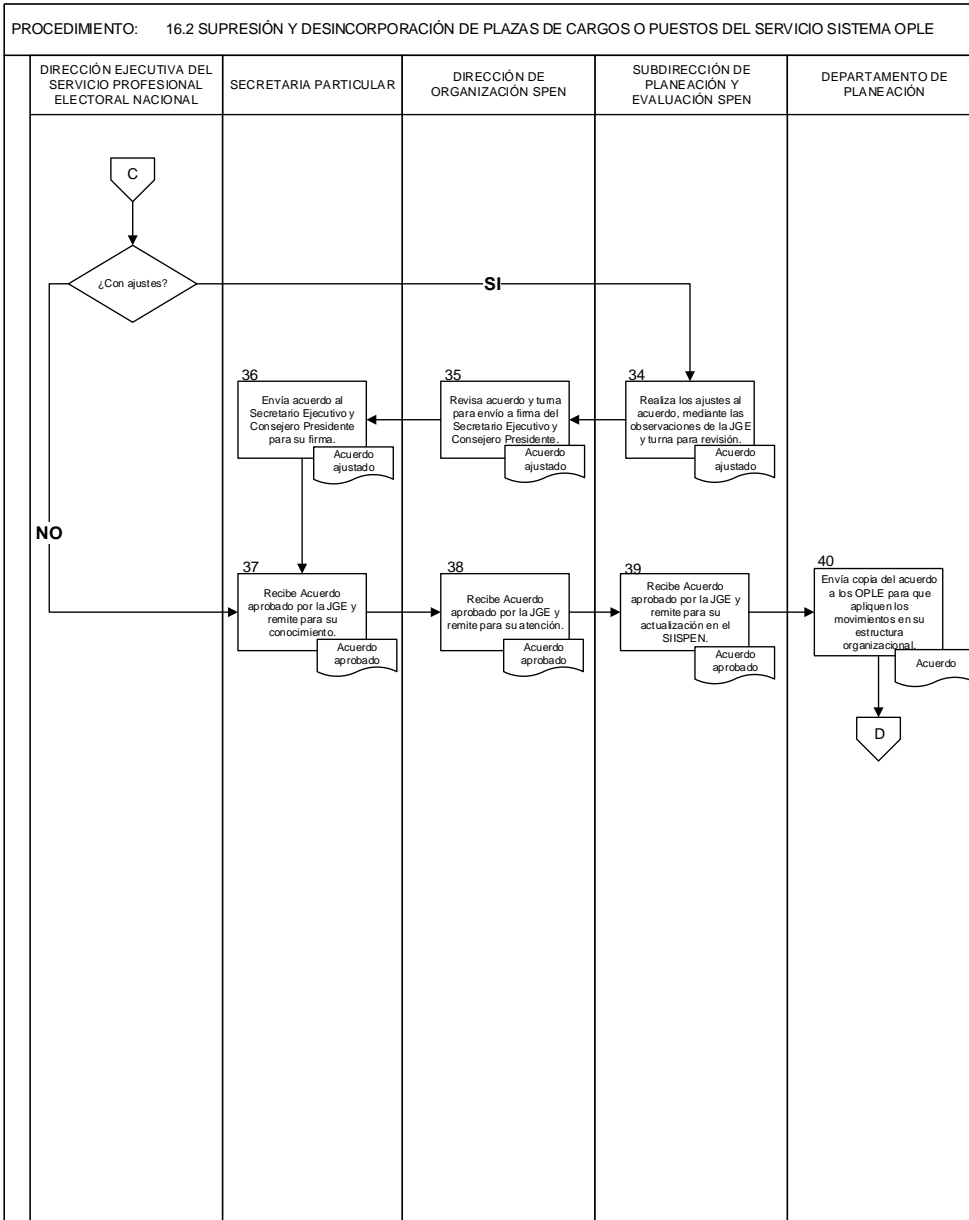 PROCEDIMIENTO: 16.2 SUPRESIÓN Y DESINCORPORACIÓN DE PLAZAS DE CARGOS O PUESTOS DEL SERVICIO SISTEMA OPLE
DIRECCIÓN EJECUTIVA DEL
SERVICIO PROFESIONAL
ELECTORAL NACIONAL
SECRETARIA PARTICULAR
DIRECCIÓN DE
ORGANIZACIÓN SPEN
SUBDIRECCIÓN DE
PLANEACIÓN Y
EVALUACIÓN SPEN
DEPARTAMENTO DE
PLANEACIÓN
C
¿Con ajustes?
SI
NO
34
Realiza los ajustes al
acuerdo, mediante las
observaciones de la JGE
y turna para revisión.
Acuerdo
ajustado
35
Revisa acuerdo y turna
para envío a firma del
Secretario Ejecutivo y
Consejero Presidente.
Acuerdo
ajustado
36
Envía acuerdo al
Secretario Ejecutivo y
Consejero Presidente
para su firma.
Acuerdo
ajustado
37
Recibe Acuerdo
aprobado por la JGE y
remite para su
conocimiento.
Acuerdo
aprobado
38
Recibe Acuerdo
aprobado por la JGE y
remite para su atención.
Acuerdo
aprobado
39
Recibe Acuerdo
aprobado por la JGE y
remite para su
actualización en el
SIISPEN.
Acuerdo
aprobado
40
Envía copia del acuerdo
a los OPLE para que
apliquen los
movimientos en su
estructura
organizacional.
Acuerdo
D